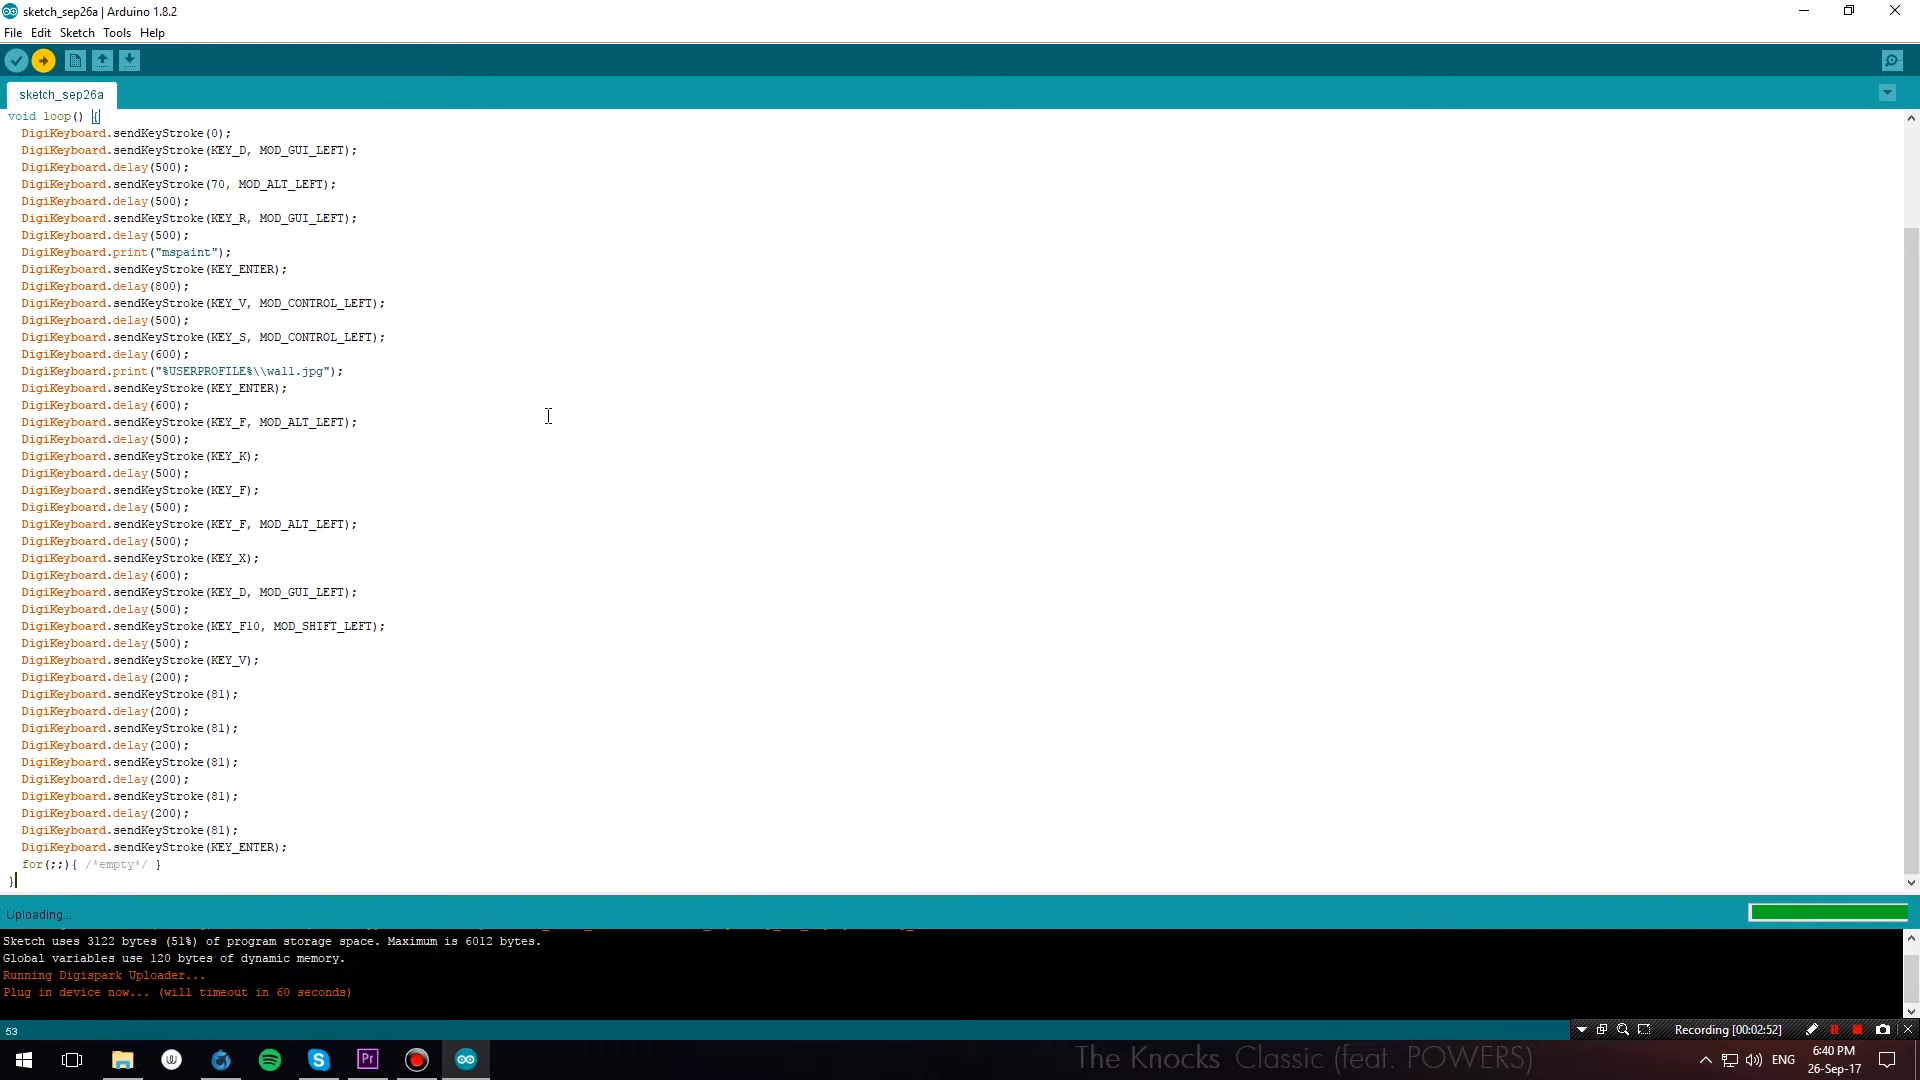 sketch_sep26a | Arduino 1.8.2
File Edit Sketch Tools Help
sketch_sep26a
void loop() {
DigiKeyboard.sendKeyStroke(0);
DigiKeyboard.sendKeyStroke(KEY_D, MOD_GUI_LEFT);
DigiKeyboard.delay(500);
DigiKeyboard.sendKeyStroke(70, MOD_ALT_LEFT);
DigiKeyboard.delay(500);
DigiKeyboard.sendKeyStroke(KEY_R, MOD_GUI_LEFT);
DigiKeyboard.delay(500);
DigiKeyboard.print("mspaint");
DigiKeyboard.sendKeyStroke(KEY_ENTER);
DigiKeyboard.delay(800);
DigiKeyboard.sendKeyStroke(KEY_V, MOD_CONTROL_LEFT);
DigiKeyboard.delay(500);
DigiKeyboard.sendKeyStroke(KEY_S, MOD_CONTROL_LEFT);
DigiKeyboard.delay(600);
DigiKeyboard.print("%USERPROFILE%\\wall.jpg");
DigiKeyboard.sendKeyStroke(KEY_ENTER);
DigiKeyboard.delay(600);
DigiKeyboard.sendKeyStroke(KEY_F, MOD_ALT_LEFT);
DigiKeyboard.delay(500);
DigiKeyboard.sendKeyStroke(KEY_K);
DigiKeyboard.delay(500);
DigiKeyboard.sendKeyStroke(KEY_F);
DigiKeyboard.delay(500);
DigiKeyboard.sendKeyStroke(KEY_F, MOD_ALT_LEFT);
DigiKeyboard.delay(500);
DigiKeyboard.sendKeyStroke(KEY_X);
DigiKeyboard.delay(600);
DigiKeyboard.sendKeyStroke(KEY_D, MOD_GUI_LEFT);
DigiKeyboard.delay(500);
DigiKeyboard.sendKeyStroke(KEY_F10, MOD_SHIFT_LEFT);
DigiKeyboard.delay(500);
DigiKeyboard.sendKeyStroke(KEY_V);
DigiKeyboard.delay(200);
DigiKeyboard.sendKeyStroke(81);
DigiKeyboard.delay(200);
DigiKeyboard.sendKeyStroke(81);
DigiKeyboard.delay(200);
DigiKeyboard.sendKeyStroke(81);
DigiKeyboard.delay(200);
DigiKeyboard.sendKeyStroke(81);
DigiKeyboard.delay(200);
DigiKeyboard.sendKeyStroke(81);
DigiKeyboard.sendKeyStroke(KEY_ENTER);
for(;;){ /*empty*/ }
}
Uploading...
Sketch uses 3122 bytes (51%) of program storage space. Maximum is 6012 bytes.
Global variables use 120 bytes of dynamic memory.
Running Digispark Uploader...
Plug in device now... (will timeout in 60 seconds)
53
Recording [00:02:52]
Pr
The Knocks Classic (feat. POWERS)
ENG
6:40 PM
26-Sep-17